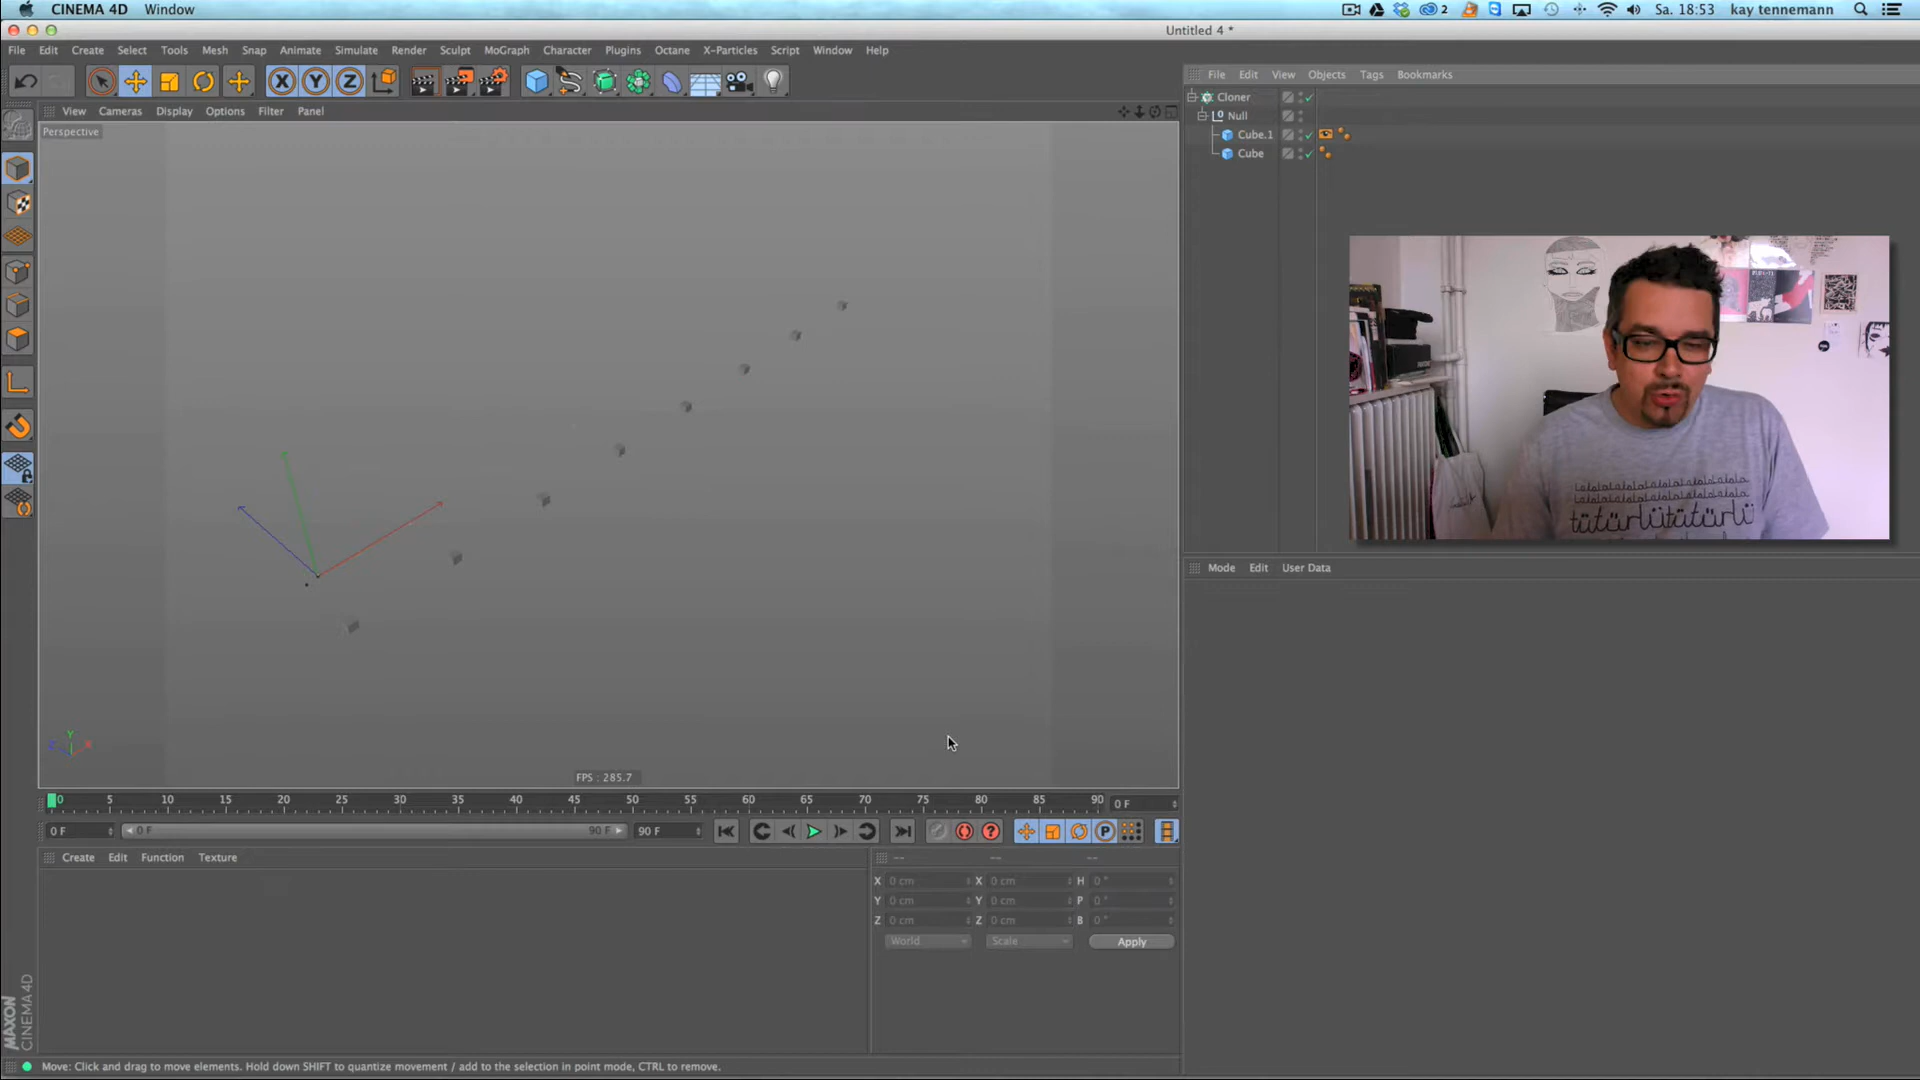 CINEMA 4D Window
2 Sa. 18:53 kay tennemann
Untitled 4 *
File Edit Create Select Tools Mesh Snap Animate Simulate Render Sculpt MoGraph Character Plugins Octane X-Particles Script Window Help
X Y Z
View Cameras Display Options Filter Panel
Perspective
File Edit View Objects Tags Bookmarks
Cloner
Null
Cube.1
Cube
Mode Edit User Data
Y
Z X
FPS : 285.7
0 5 10 15 20 25 30 35 40 45 50 55 60 65 70 75 80 85 90 0 F
0 F 0 F 90 F 90 F
P
Create Edit Function Texture
-- -- --
X 0 cm X 0 cm H 0 °
Y 0 cm Y 0 cm P 0 °
Z 0 cm Z 0 cm B 0 °
World Scale Apply
MAXON
CINEMA 4D
Move: Click and drag to move elements. Hold down SHIFT to quantize movement / add to the selection in point mode, CTRL to remove.